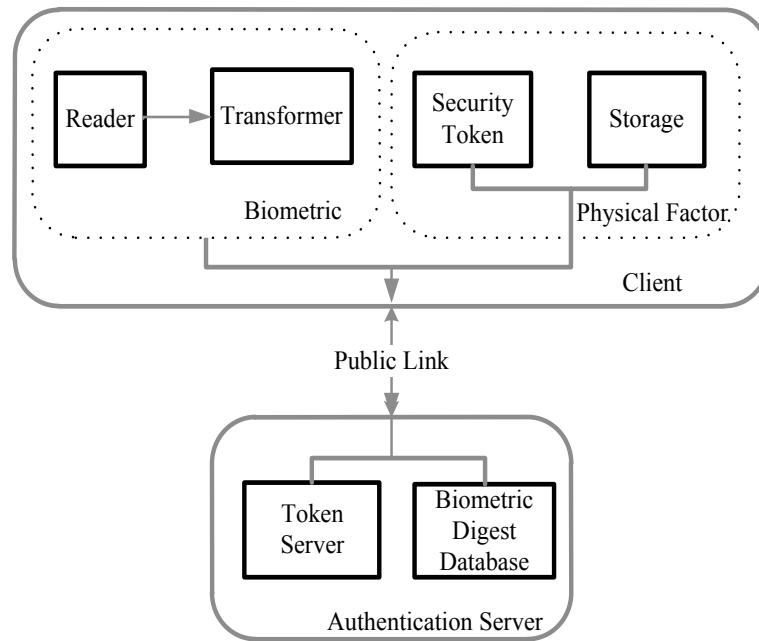 Reader
Transformer
Security
Token
Storage
Biometric
Physical Factor
Client
Public Link
Token
Server
Biometric
Digest
Database
Authentication Server